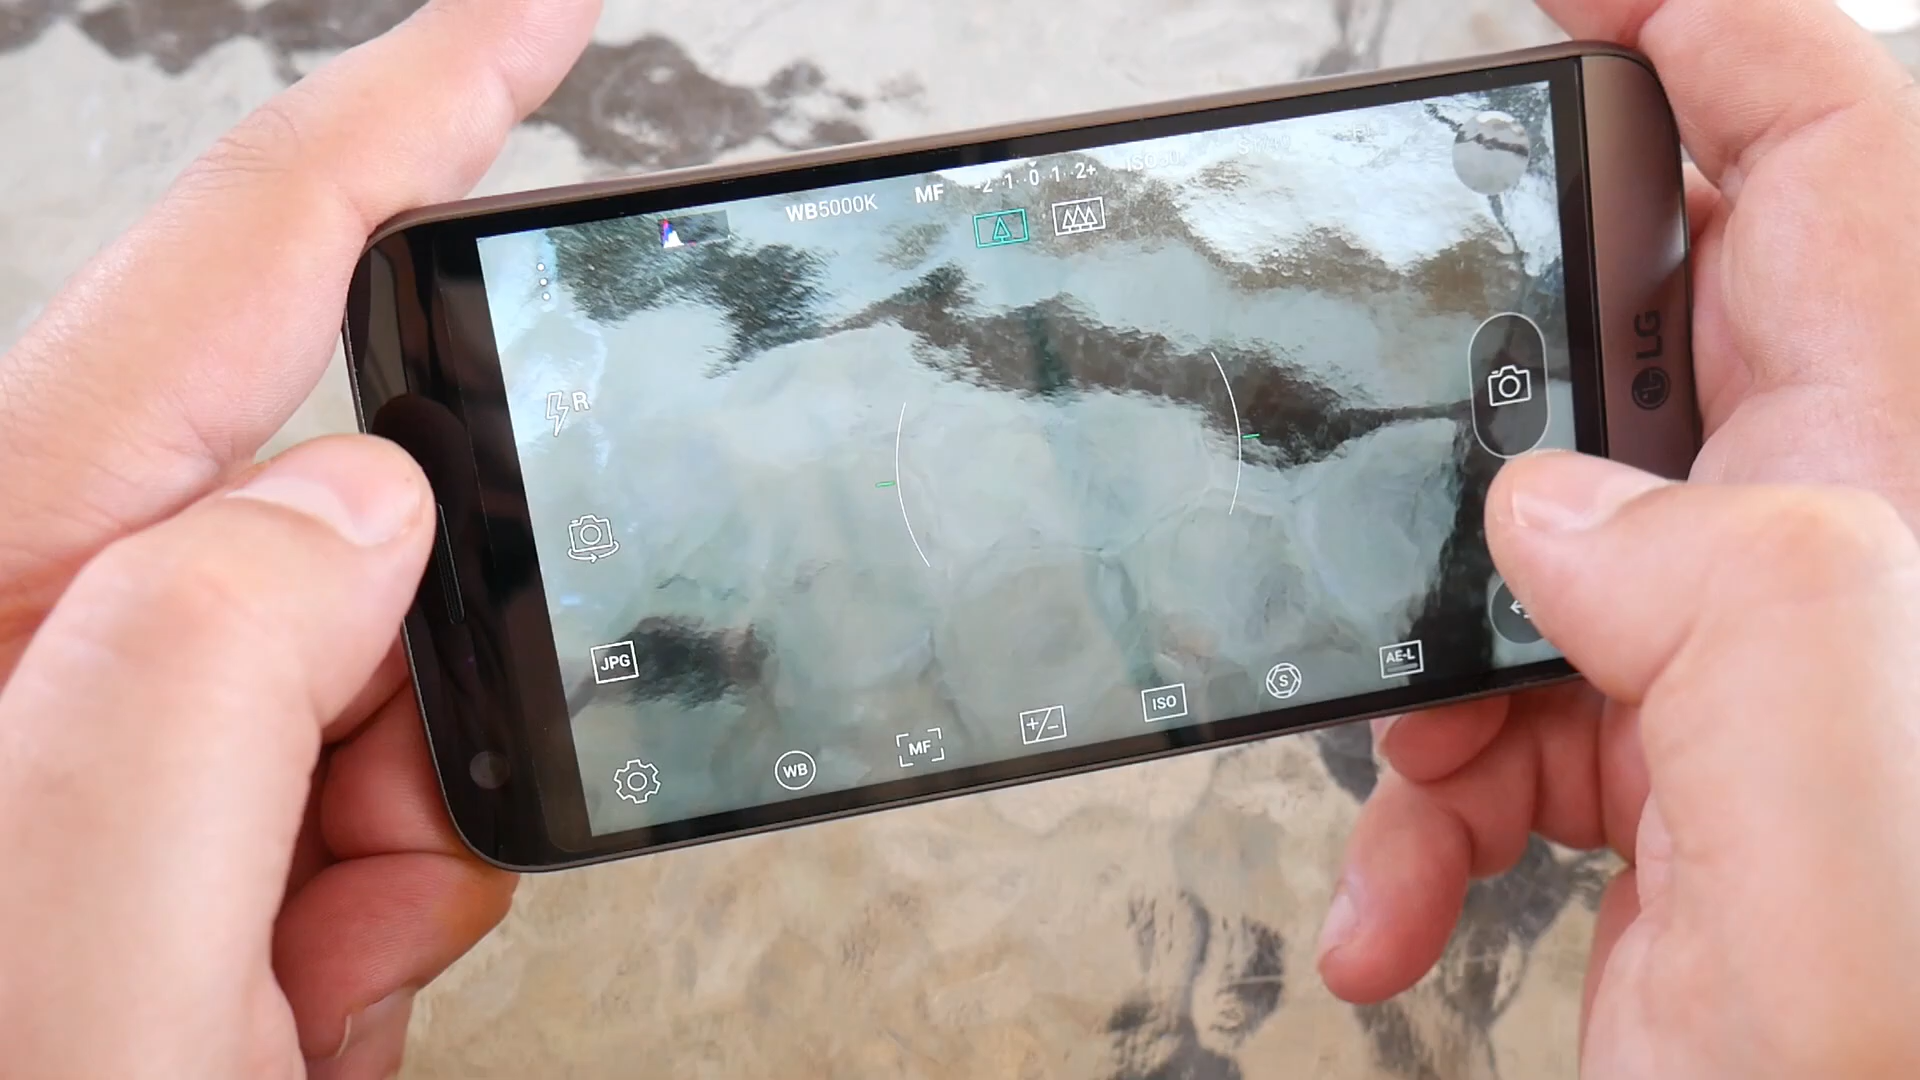 WB5000K MF -2··1··0··1··2+
R
JPG
WB MF +/- ISO S AE-L
LG